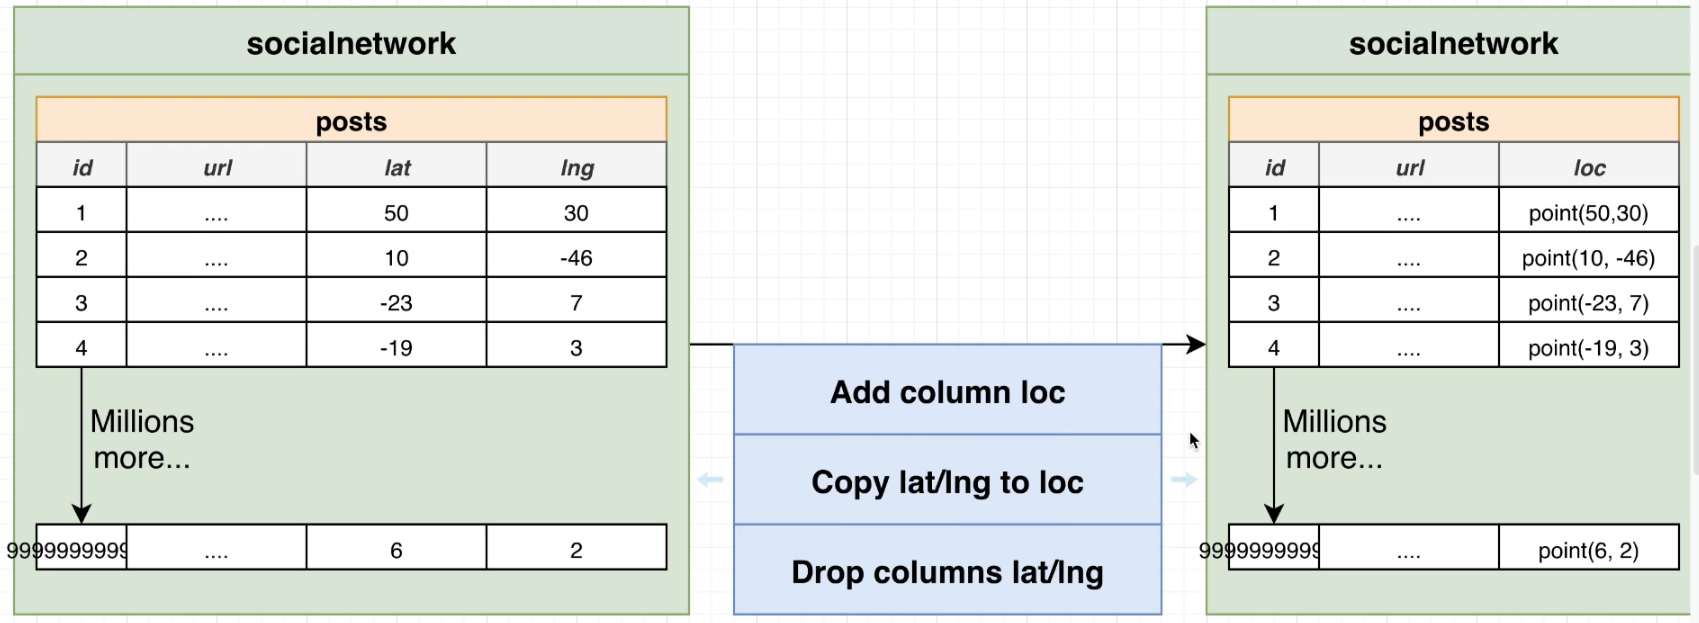 socialnetwork
posts
id url lat lng
1 .... 50 30
2 .... 10 -46
3 .... -23 7
4 .... -19 3
Millions
more...
9999999999 .... 6 2
Add column loc
Copy lat/lng to loc
Drop columns lat/lng
socialnetwork
posts
id url loc
1 .... point(50,30)
2 .... point(10, -46)
3 .... point(-23, 7)
4 .... point(-19, 3)
Millions
more...
9999999999 .... point(6, 2)